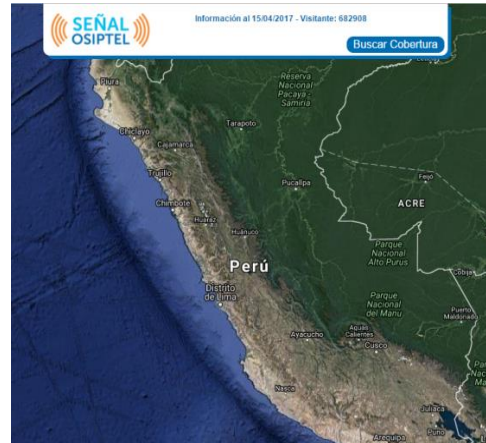 SEÑAL
OSIPTEL
Información al 15/04/2017 - Visitante: 682908
Buscar Cobertura
Piura
Reserva
Nacional
Pacaya-
Samiria
Chiclayo
Tarapoto
Cajamarca
Trujillo
Feijó
Pucallpa
Chimbote
ACRE
Huaraz
Huánuco
Parque
Nacional
Alto Purus
Perú
Cobija
Distrito
de Lima
Parque
Nacional
del Manu
Puerto
Maldonado
Ayacucho
Aguas
Calientes
Cusco
Nasca
Juliaca
Puno
Arequipa